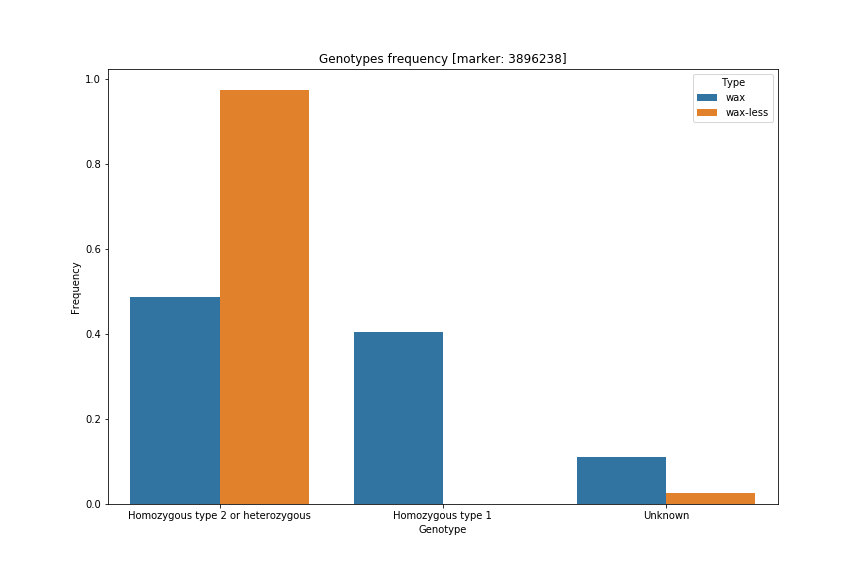 Genotypes frequency [marker: 3896238]
Type
wax
wax-less
1.0
0.8
0.6
0.4
0.2
0.0
Frequency
Homozygous type 2 or heterozygous
Homozygous type 1
Unknown
Genotype